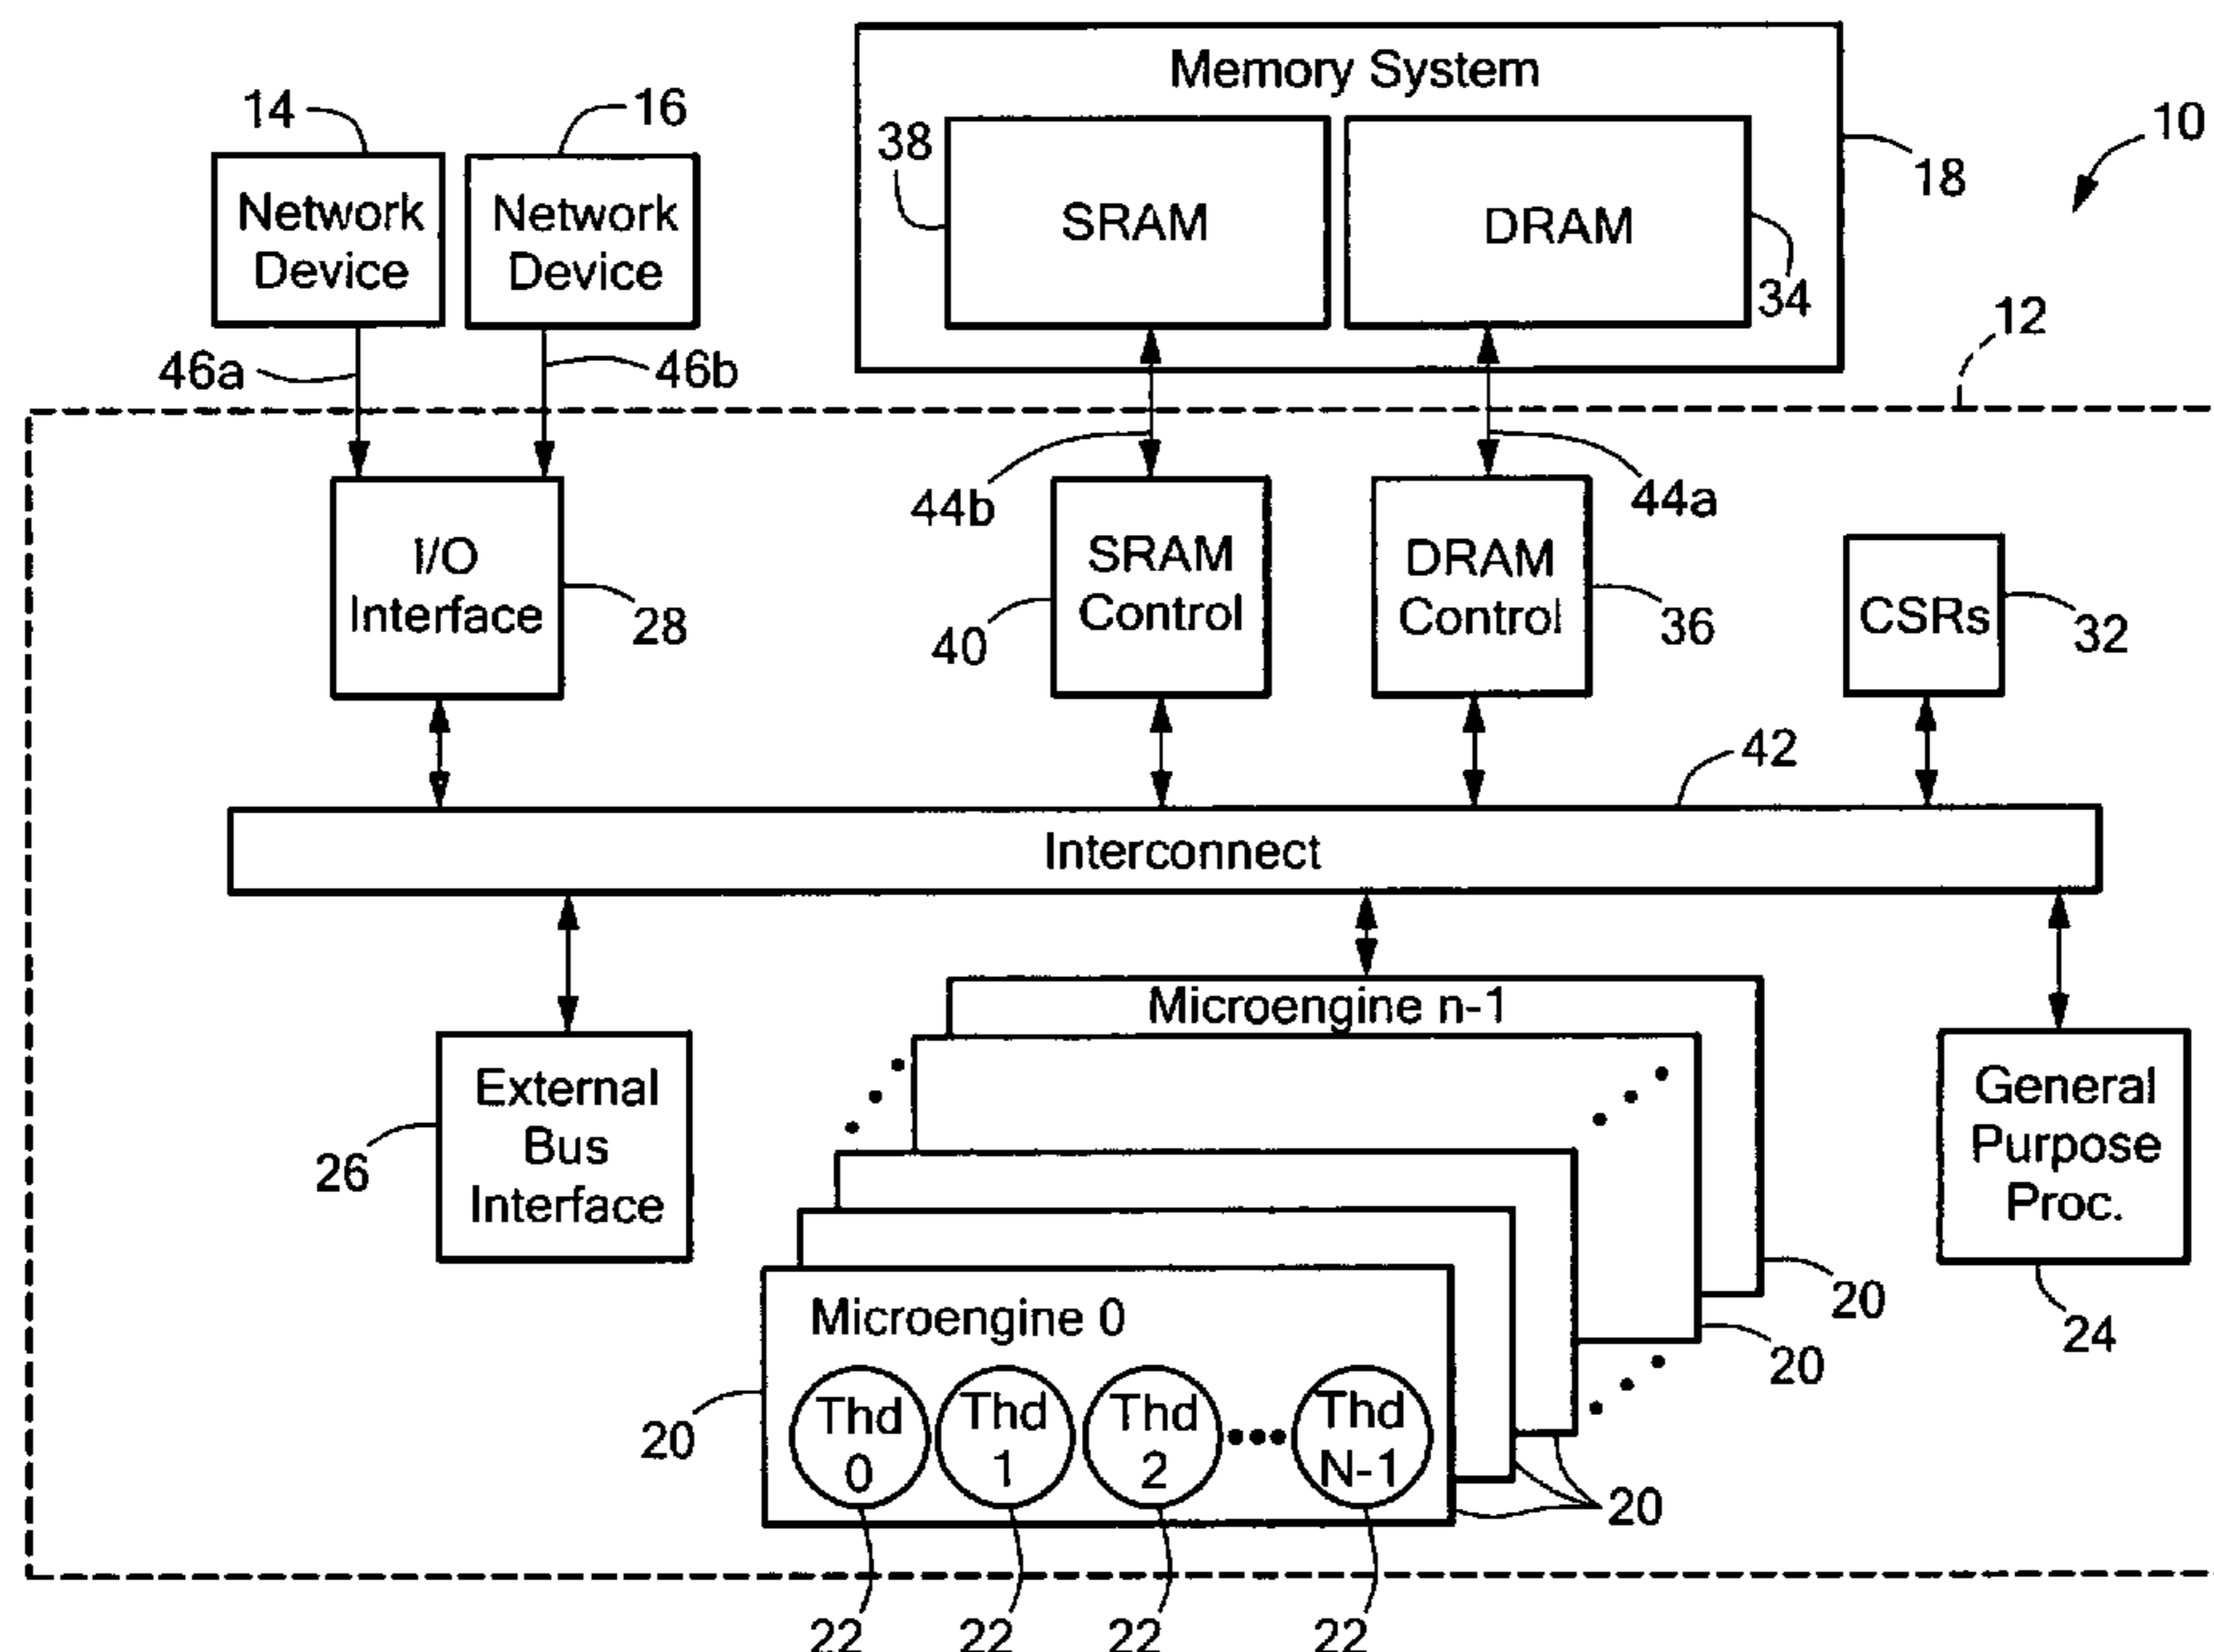 Memory System
14
16
38
SRAM
DRAM
18
10
Network
Device
Network
Device
34
12
46a
46b
44b
44a
I/O
Interface
28
SRAM
Control
40
DRAM
Control
36
CSRs
32
42
Interconnect
Microengine n-1
External
Bus
Interface
26
General
Purpose
Proc.
24
20
20
Microengine 0
20
Thd
0
Thd
1
Thd
2
Thd
N-1
20
22
22
22
22